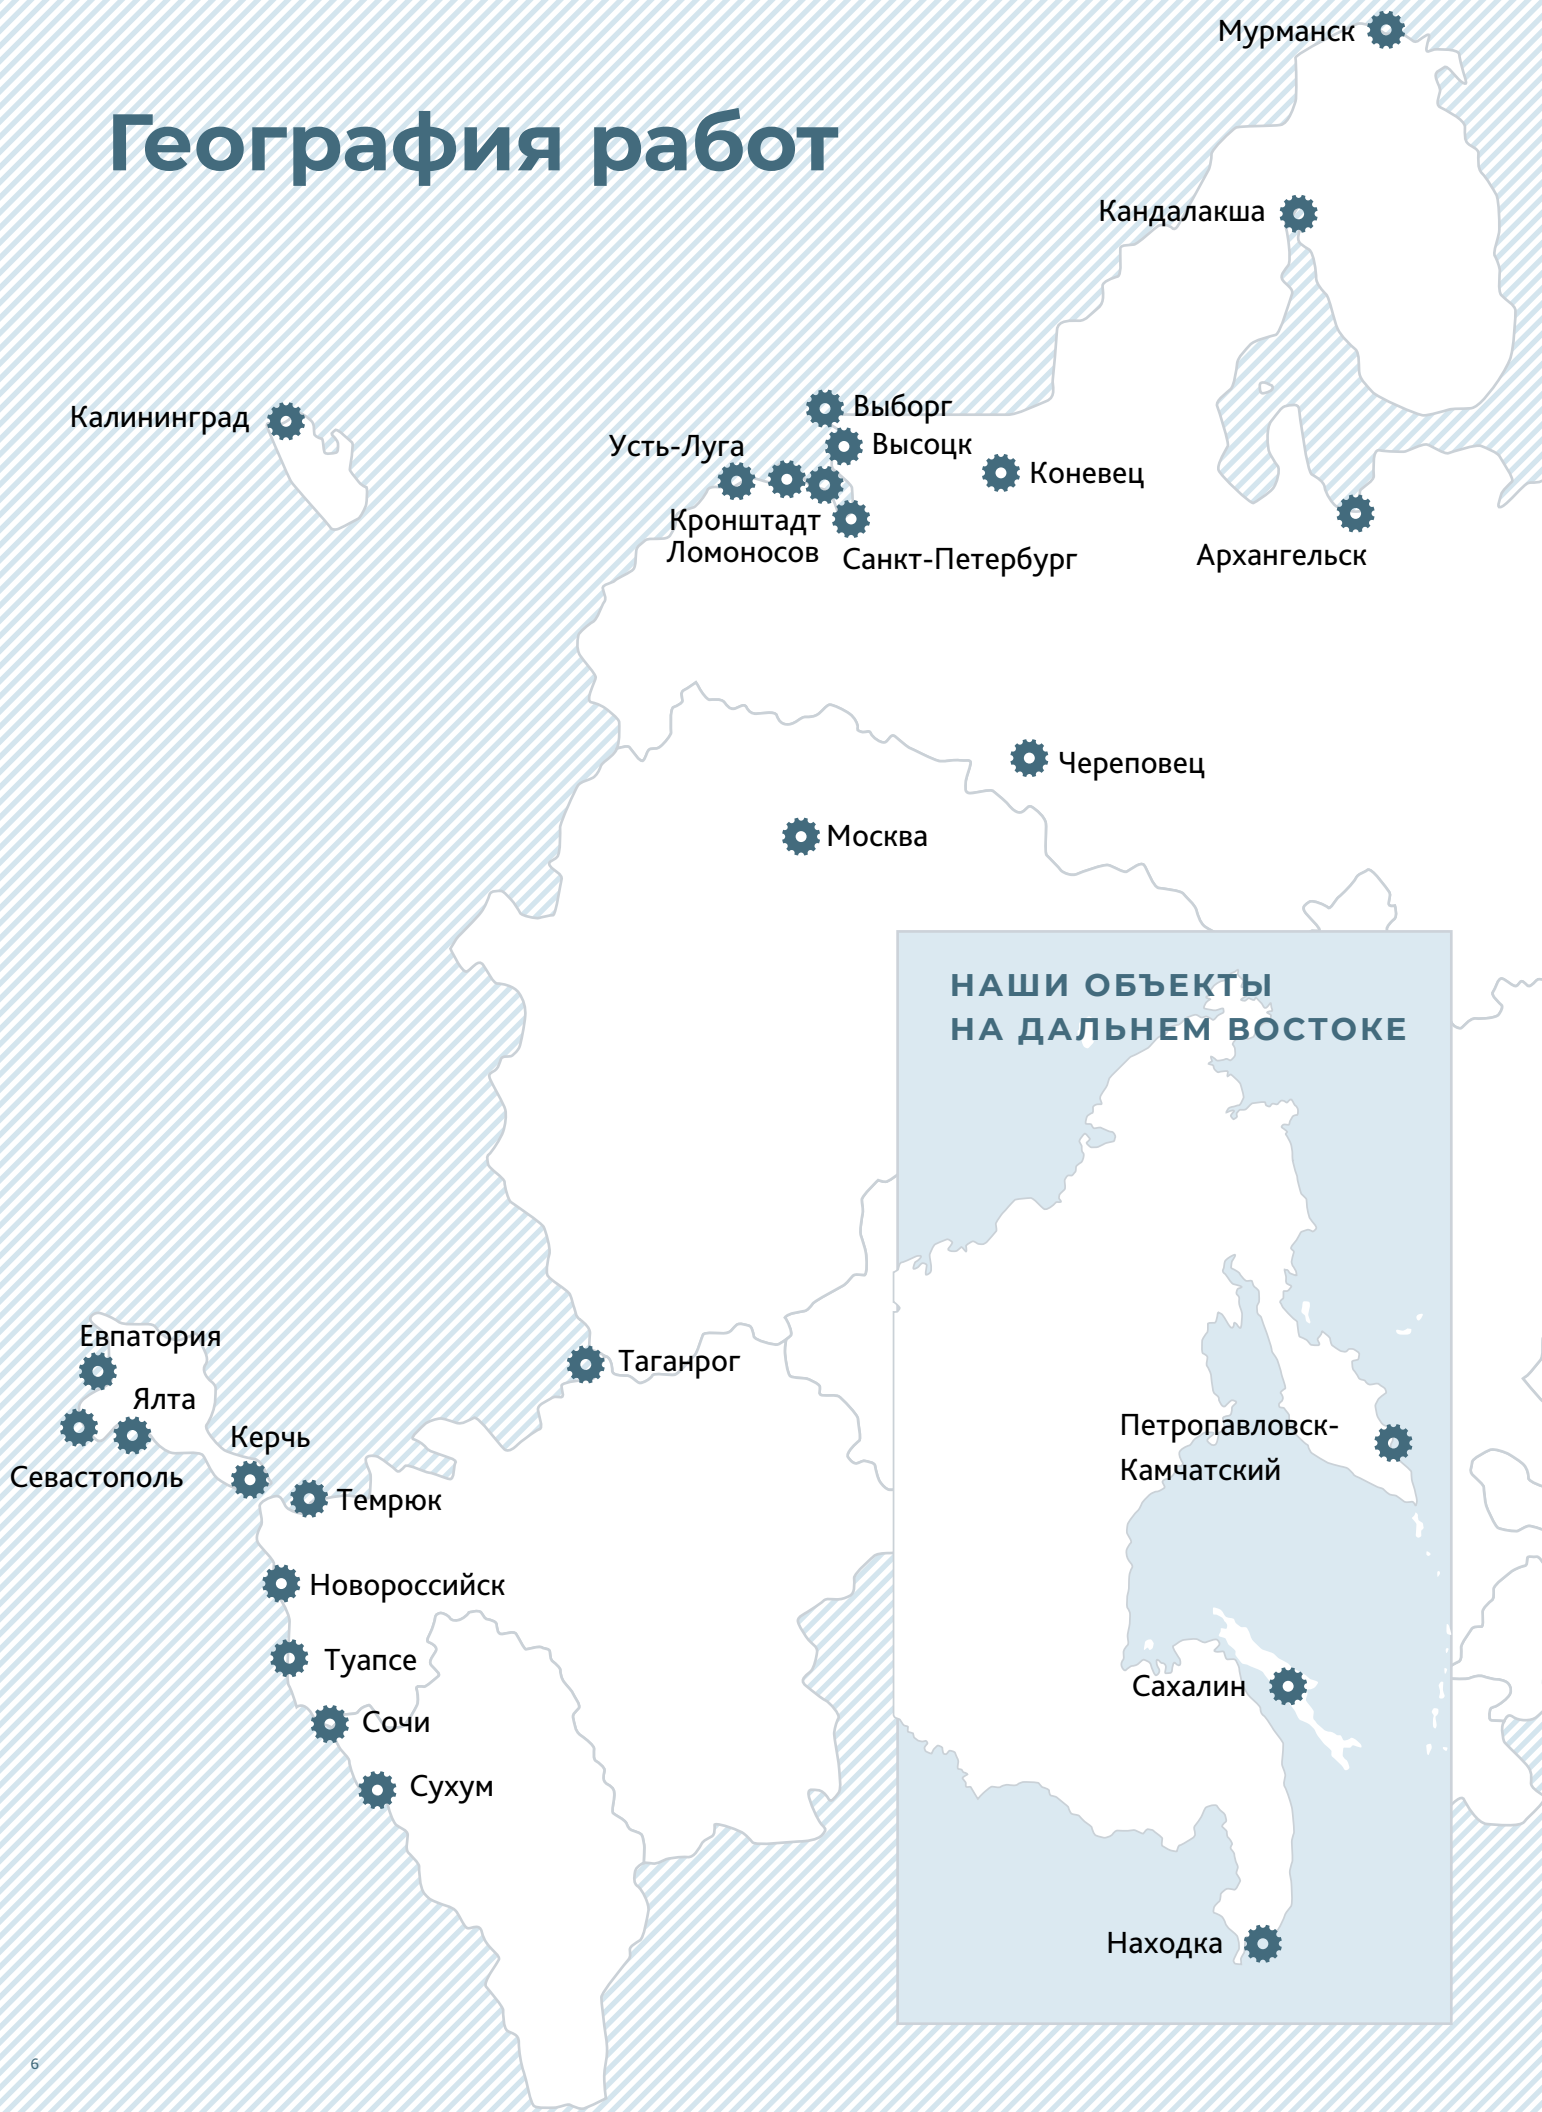 Мурманск
География работ
Кандалакша
Калининград
Выборг
Усть-Луга
Высоцк
Коневец
Кронштадт
Ломоносов
Санкт-Петербург
Архангельск
Череповец
Москва
НАШИ ОБЪЕКТЫ
НА ДАЛЬНЕМ ВОСТОКЕ
Евпатория
Таганрог
Ялта
Керчь
Севастополь
Темрюк
Петропавловск-
Камчатский
Новороссийск
Туапсе
Сахалин
Сочи
Сухум
Находка
6